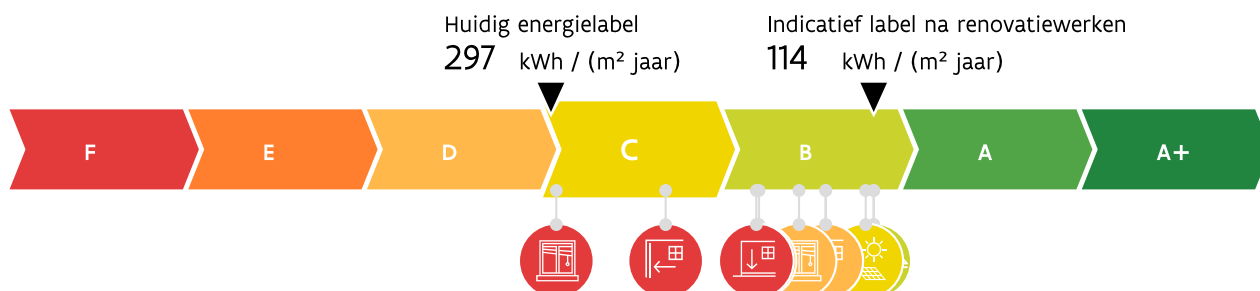 Huidig energielabel
297 kWh / (m² jaar)
Indicatief label na renovatiewerken
114 kWh / (m² jaar)
F E D C B A A+